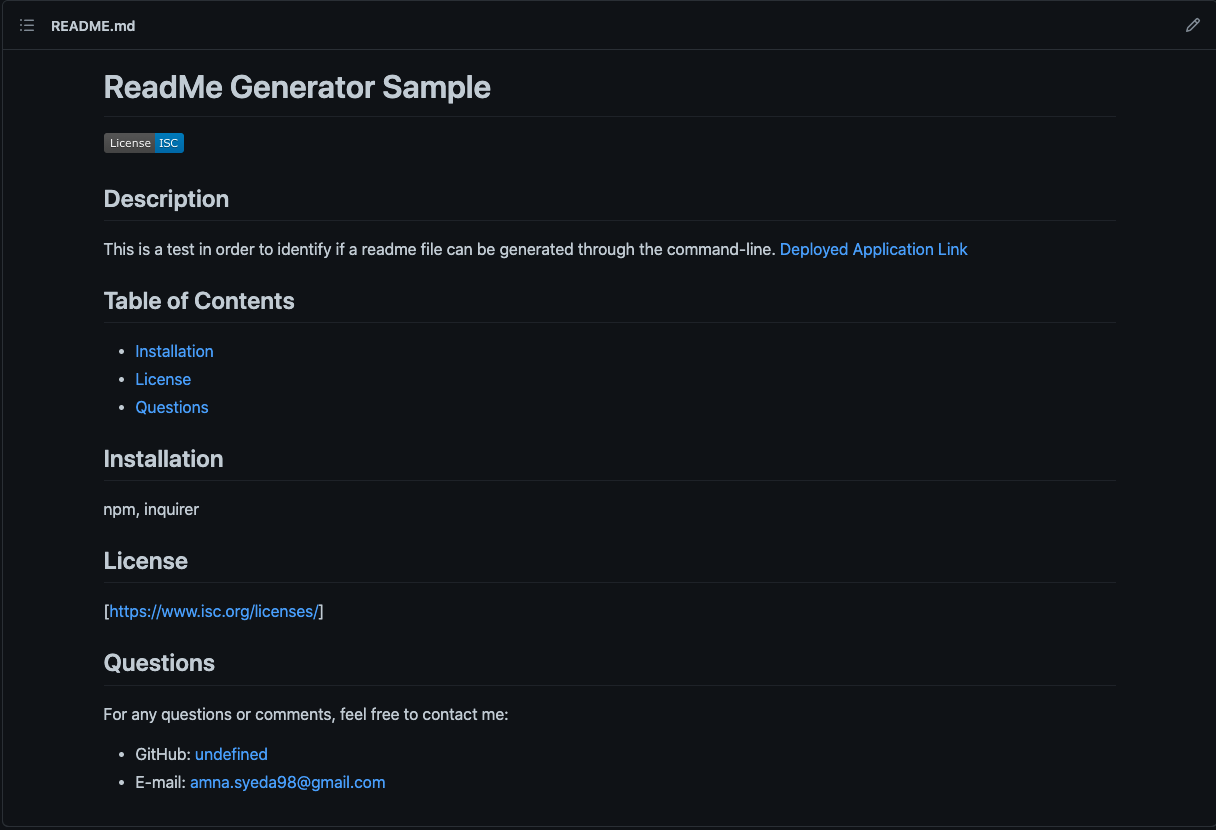 README.md
ReadMe Generator Sample
License ISC
Description
This is a test in order to identify if a readme file can be generated through the command-line. Deployed Application Link
Table of Contents
Installation
License
Questions
Installation
npm, inquirer
License
[https://www.isc.org/licenses/]
Questions
For any questions or comments, feel free to contact me:
GitHub: undefined
E-mail: amna.syeda98@gmail.com